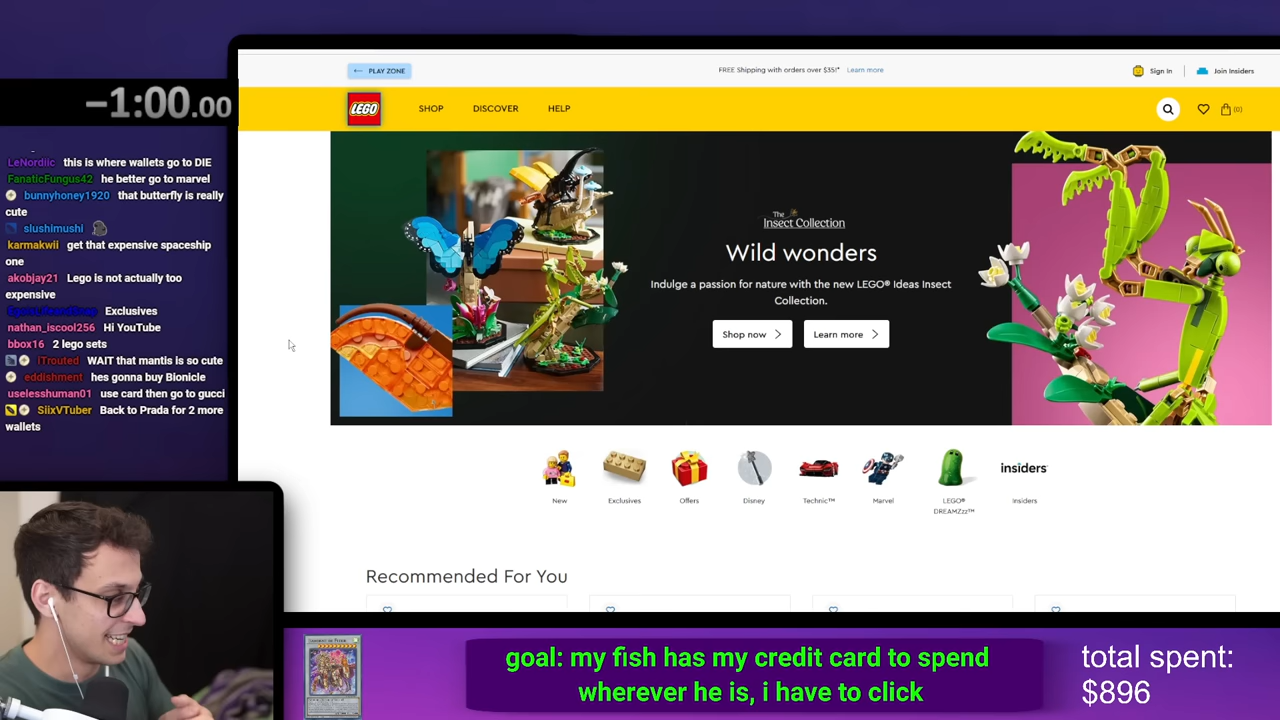 ← PLAY ZONE
FREE Shipping with orders over $35!* Learn more
Sign In
Join Insiders
LEGO
SHOP
DISCOVER
HELP
(0)
−1:00.00
LeNordiic this is where wallets go to DIE
FanaticFungus42 he better go to marvel
bunnyhoney1920 that butterfly is really
cute
slushimushi
karmakwii get that expensive spaceship
one
akobjay21 Lego is not actually too
expensive
Exclusives
nathan_iscool256 Hi YouTube
bbox16 2 lego sets
iTrouted WAIT that mantis is so cute
eddishment hes gonna buy Bionicle
uselesshuman01 use card then go to gucci
SiixVTuber Back to Prada for 2 more
wallets
The
Insect Collection
Wild wonders
Indulge a passion for nature with the new LEGO® Ideas Insect
Collection.
Shop now
Learn more
New
Exclusives
Offers
Disney
Technic™
Marvel
LEGO®
DREAMZzz™
insiders
Insiders
Recommended For You
goal: my fish has my credit card to spend
wherever he is, i have to click
total spent:
$896